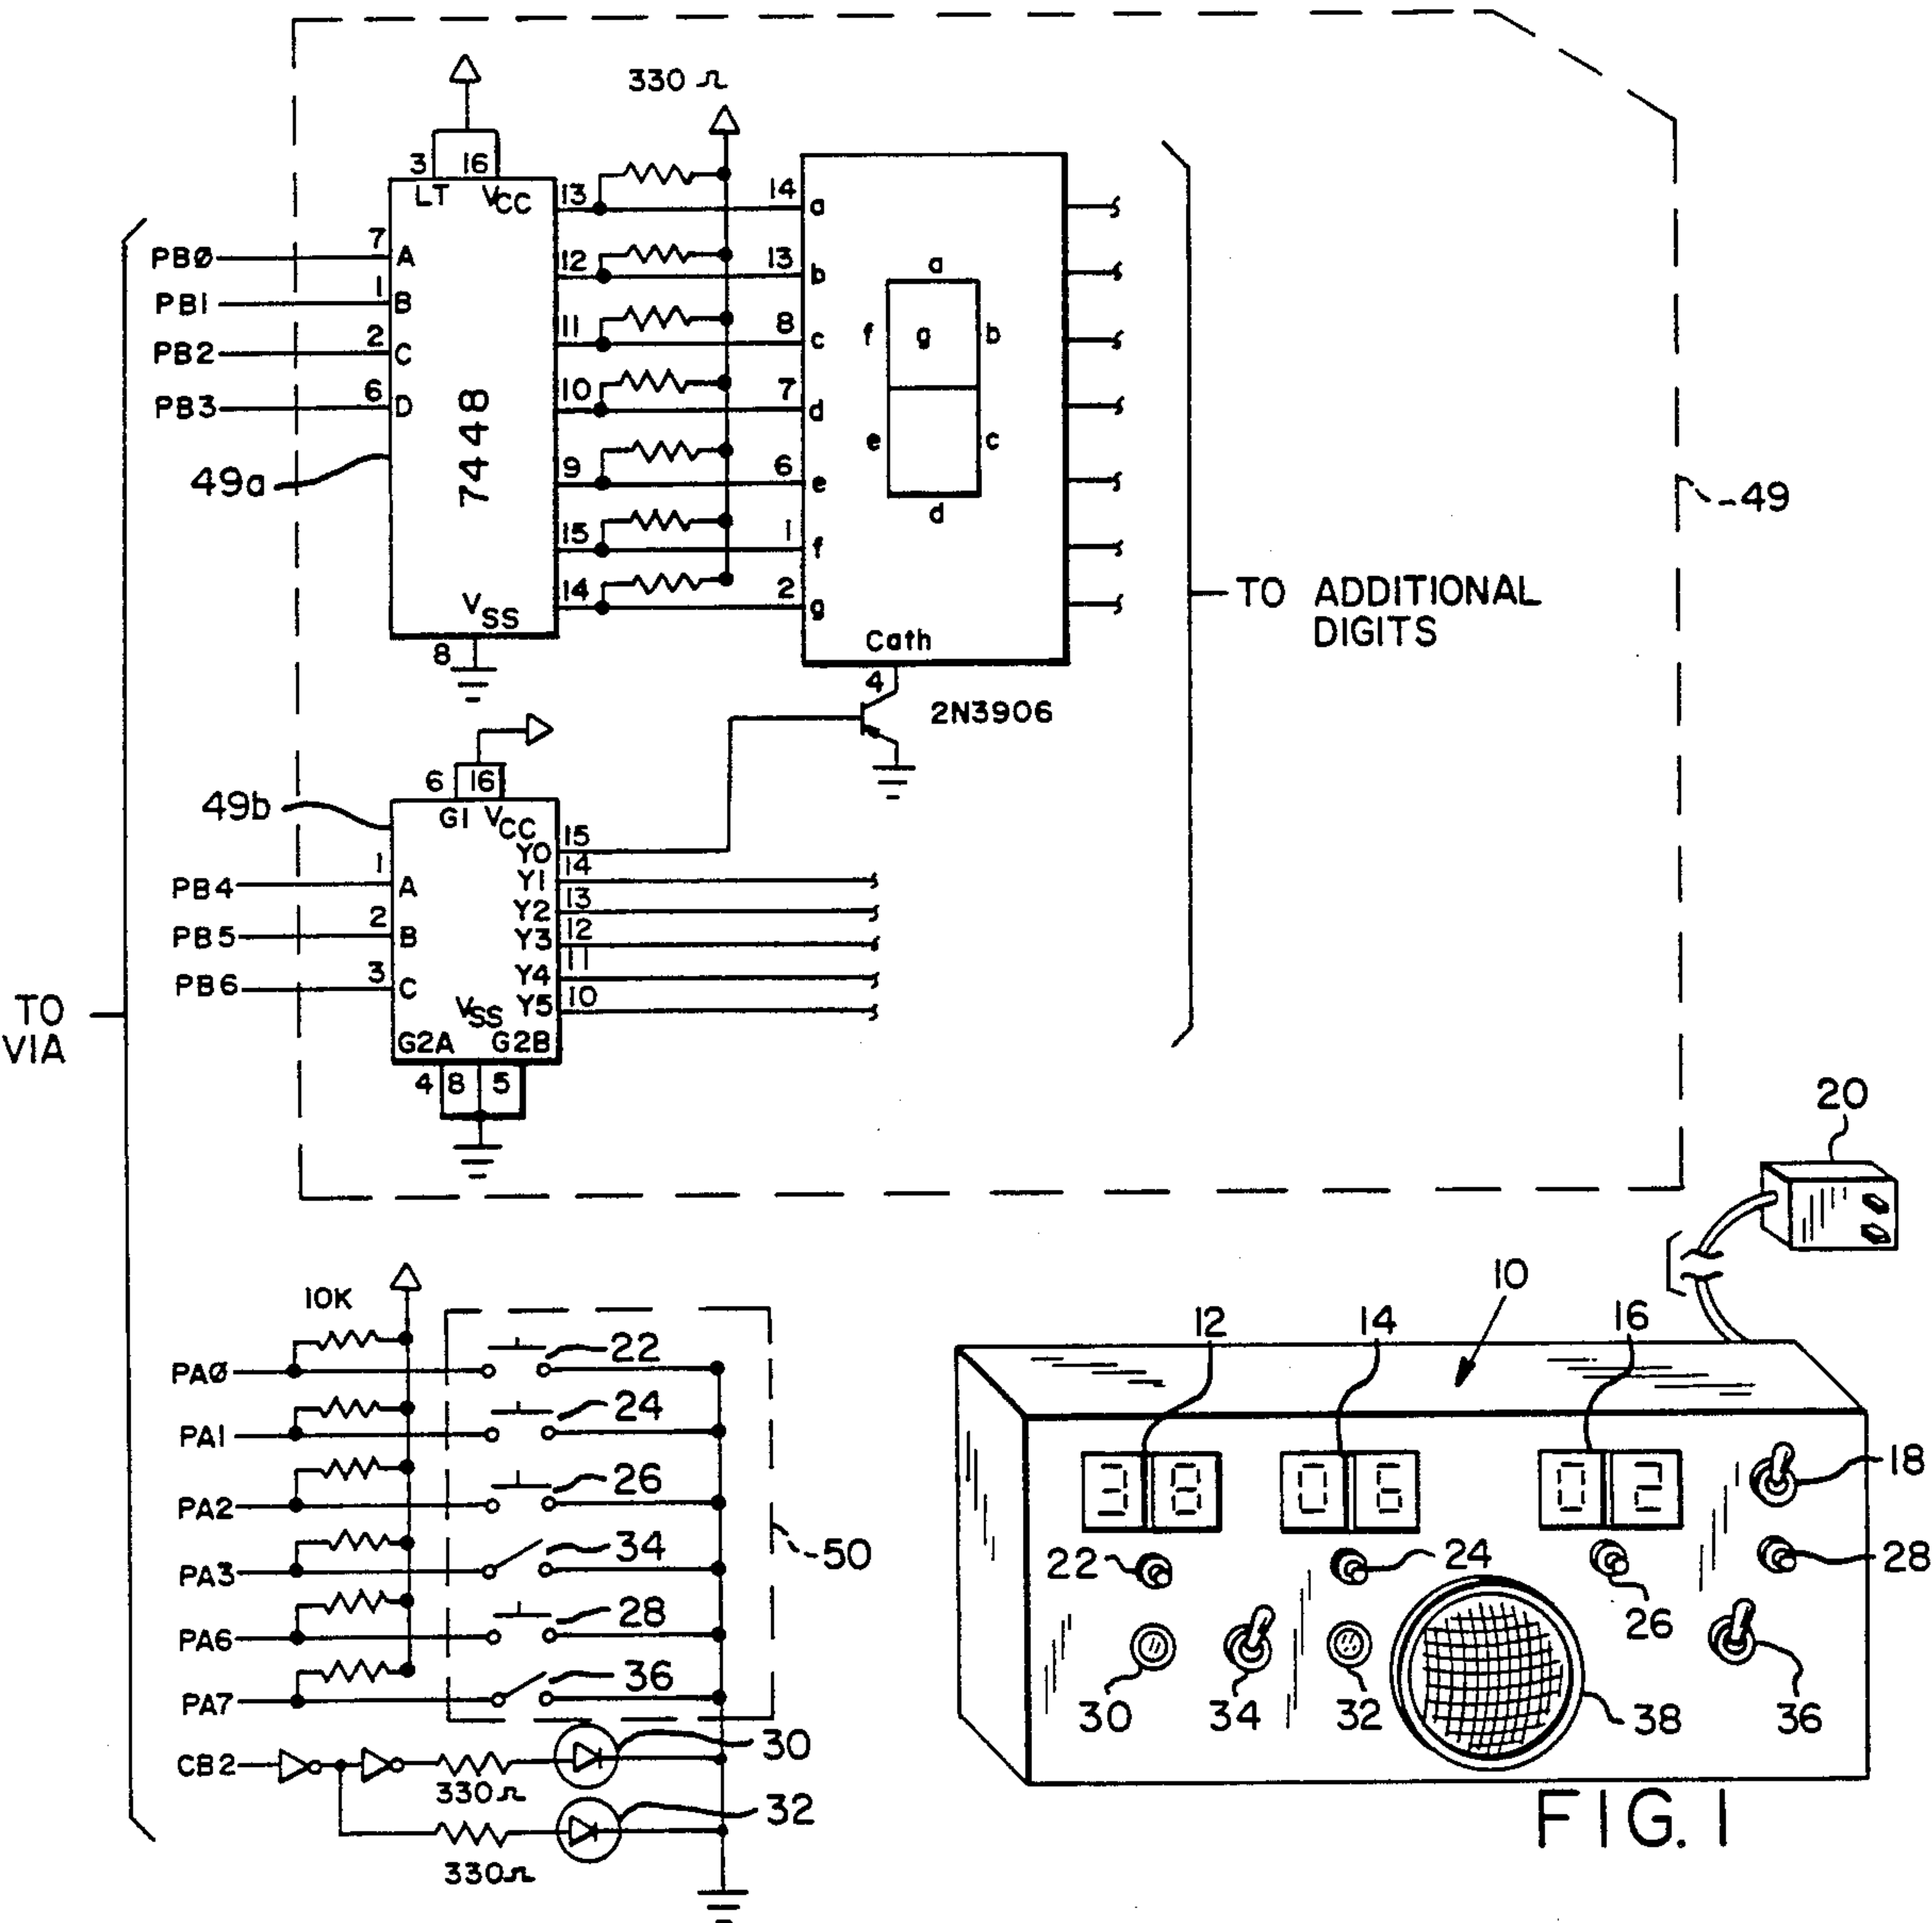 330 Ω
3 16
LT VCC
13
14
a
PBØ
7
A
12
13
b
a
PB1
1
B
11
8
c
f
g
b
PB2
2
C
10
7
d
PB3
6
D
7448
e
c
49a
9
6
e
d
-49
15
1
f
14
2
g
VSS
TO ADDITIONAL
DIGITS
8
Cath
4
2N3906
6 16
49b
G1 VCC
15
Y0
14
PB4
1
A
Y1
13
Y2
12
PB5
2
B
Y3
11
PB6
3
C
Y4
VSS
Y5
10
TO
VIA
G2A G2B
4 8 5
20
10K
10
12
14
16
PAØ
22
PA1
24
18
38
06
02
PA2
26
PA3
34
-50
22
24
28
PA6
28
26
PA7
36
30
34
32
38
36
CB2
30
330Ω
32
330Ω
FIG. 1